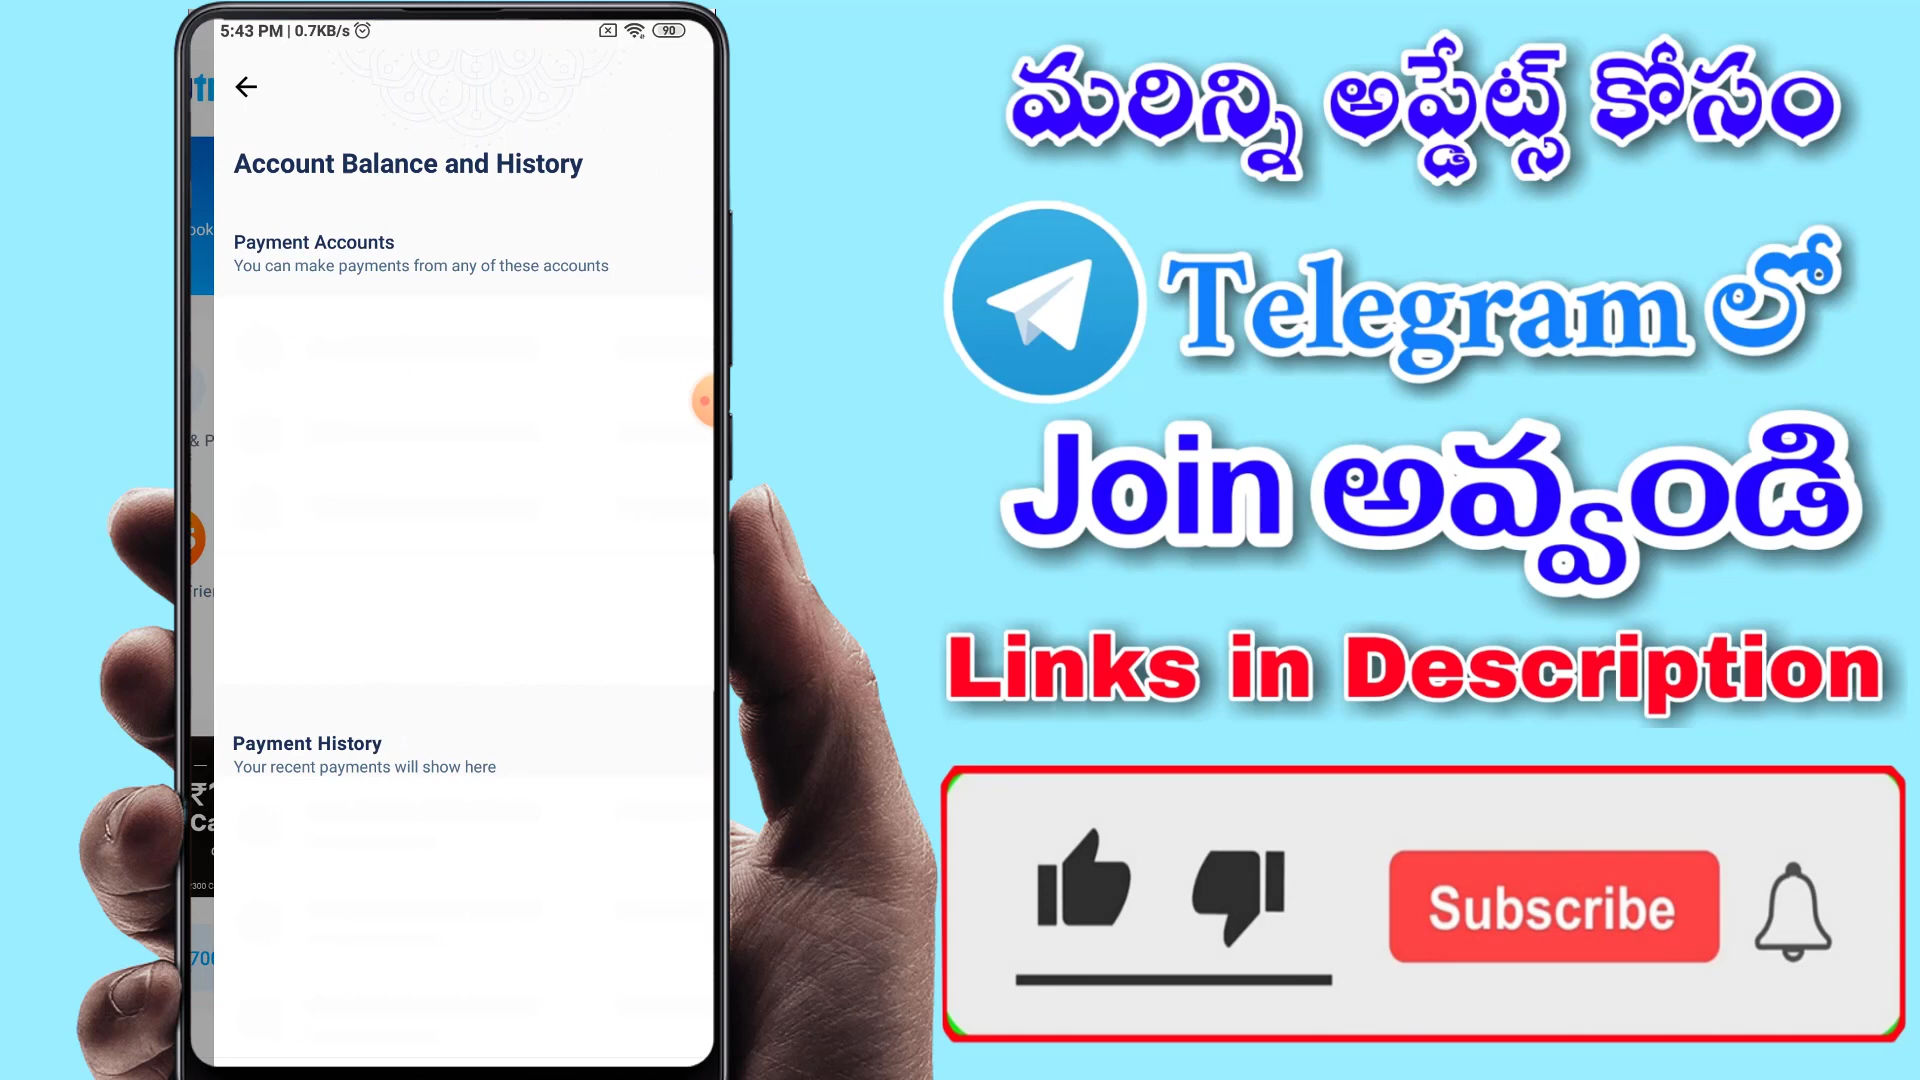 5:43 PM | 0.7KB/s
90
Account Balance and History
Payment Accounts
You can make payments from any of these accounts
& P
Payment History
Your recent payments will show here
మరిన్ని అప్డేట్స్ కోసం
Telegram లో
Join అవ్వండి
Links in Description
Subscribe